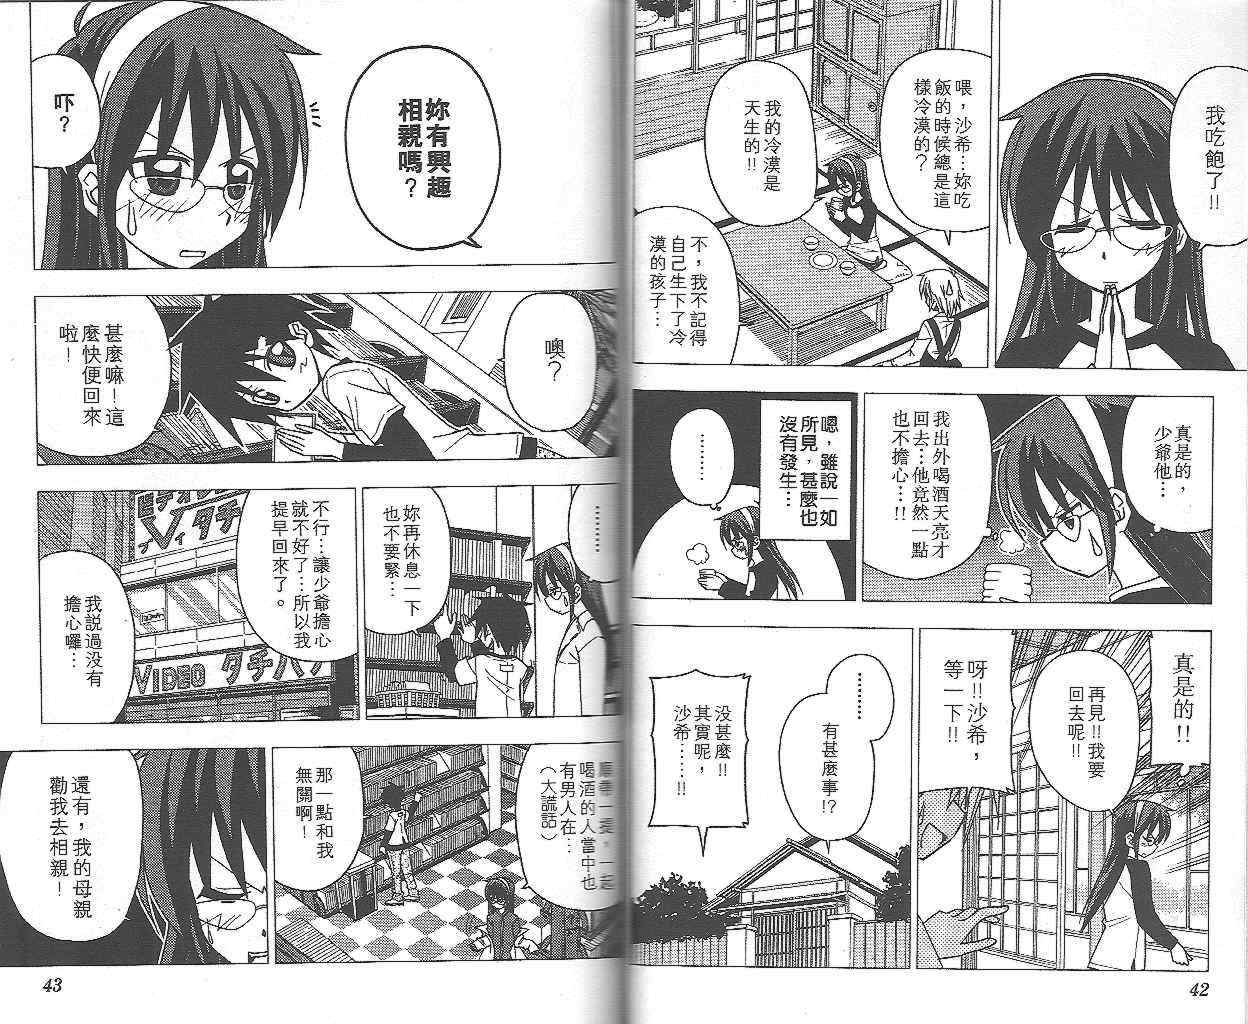 我吃
飽了!!
喂，沙希…妳吃
飯的時候總是這
樣冷漠的？
我的冷漠是
天生的!!
不，我不記得
自己生下了冷
漠的孩子…
真是的，
少爺他…
我出外喝酒天亮才
回去…他竟然一點
也不擔心…!!
嗯，雖說一如
所見，甚麼也
沒有發生…
………
真是的!!
再見!!我要
回去呢!!
呀!!沙希，
等一下!!
………
有甚麼事!?
沒甚麼!!
其實呢，
沙希……!!
42
妳有興趣
相親嗎？
吓？
噢？
甚麼嘛！這
麼快便回來
啦！
………
妳再休息一下
也不要緊…
不行…讓少爺擔心
就不好了…所以我
提早回來了。
我說過沒有
擔心囉…
ビデオ
タチ
VIDEO タチバナ
一提，一起
喝酒的人當中也
有男人在…
（大謊話）
那一點和我
無關啊！
還有，我的母親
勸我去相親！
43